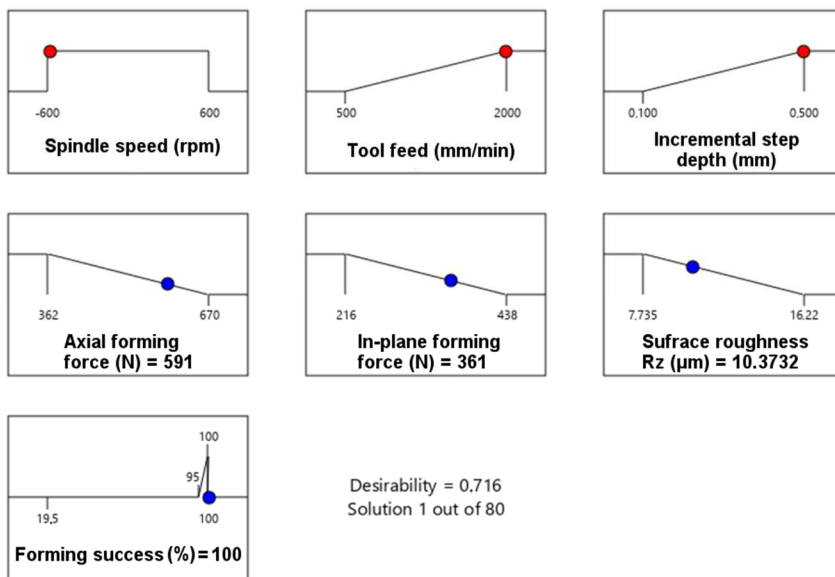 -600
600
Spindle speed (rpm)
500
2000
Tool feed (mm/min)
0,100
0,500
Incremental step
depth (mm)
362
670
Axial forming
force (N) = 591
216
438
In-plane forming
force (N) = 361
7,735
16,22
Sufrace roughness
Rz (μm) = 10.3732
100
95
19,5
100
Forming success (%) = 100
Desirability = 0.716
Solution 1 out of 80